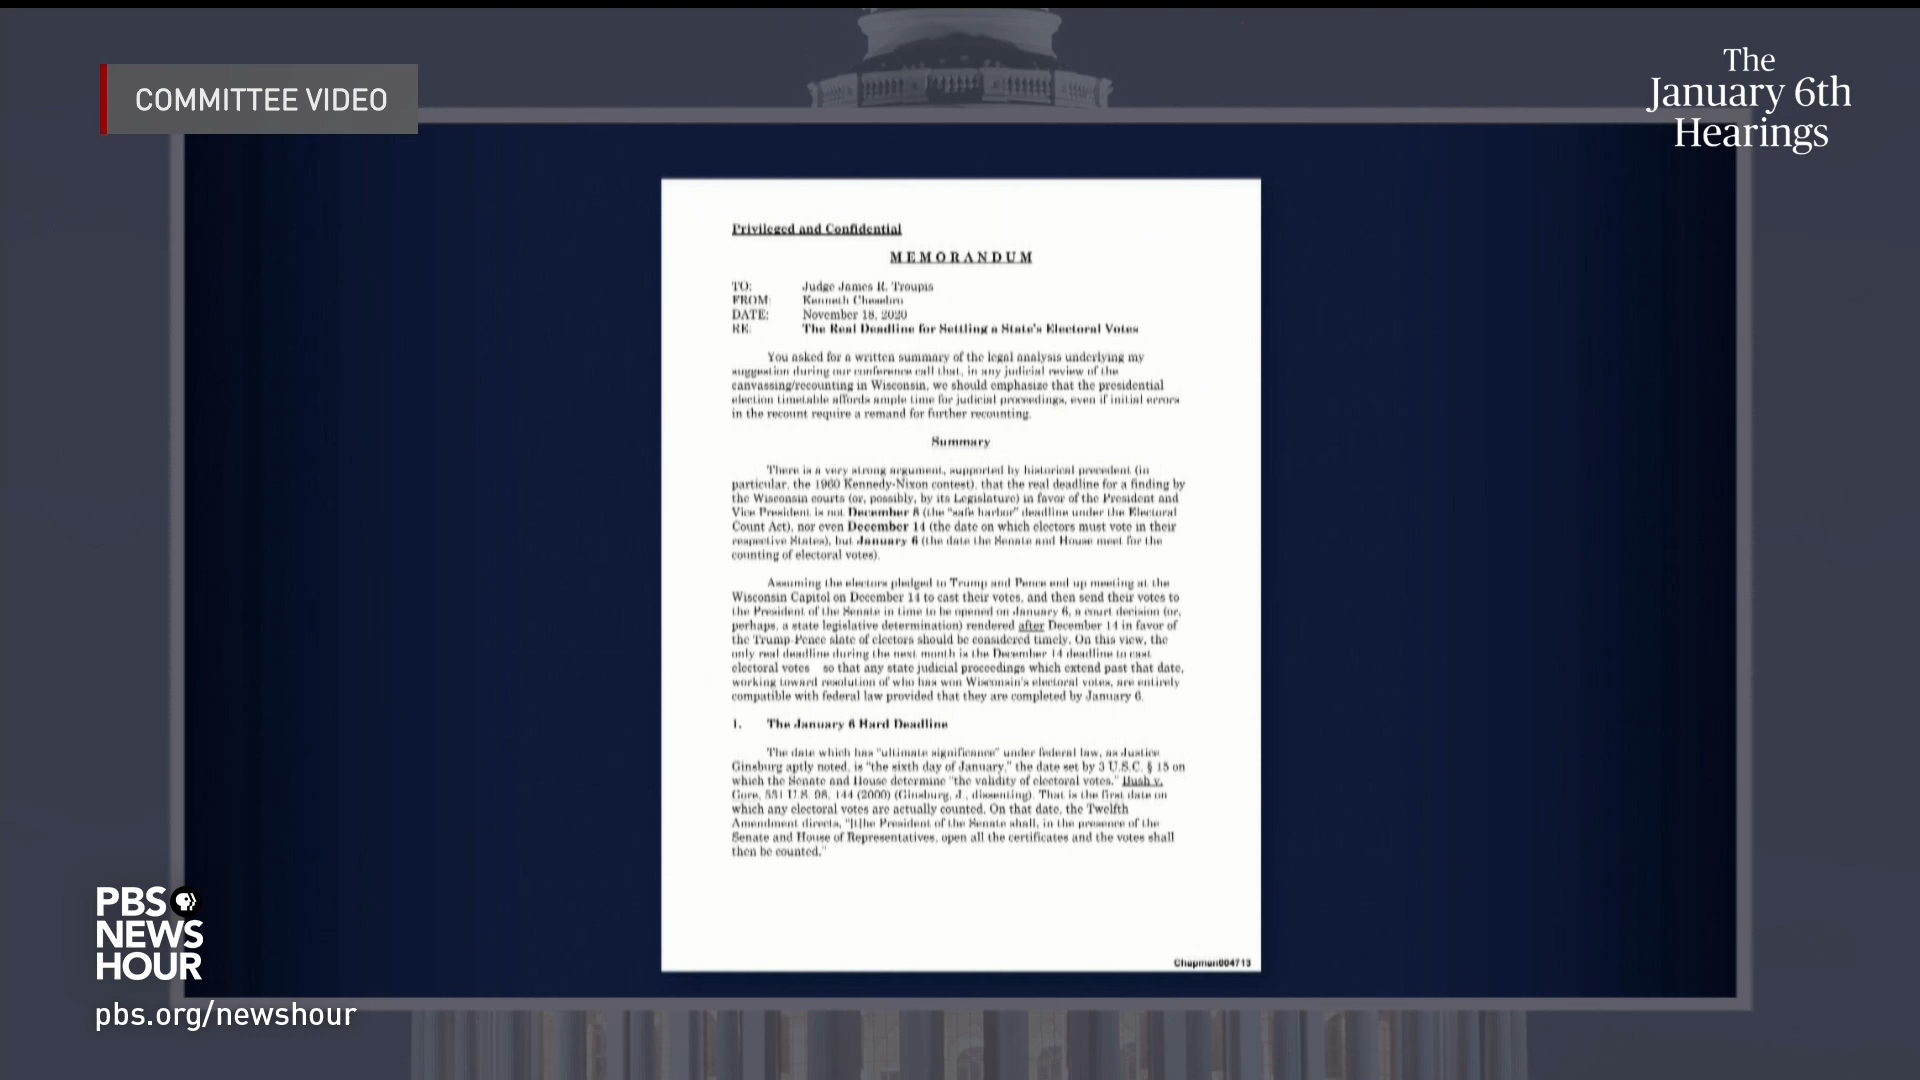 COMMITTEE VIDEO
The
January 6th
Hearings
Privileged and Confidential
MEMORANDUM
TO: Judge James R. Troupis
FROM: Kenneth Chesebro
DATE: November 18, 2020
RE: The Real Deadline for Settling a State's Electoral Votes
You asked for a written summary of the legal analysis underlying my
suggestion during our conference call that, in any judicial review of the
canvassing/recounting in Wisconsin, we should emphasize that the presidential
election timetable affords ample time for judicial proceedings, even if initial errors
in the recount require a remand for further recounting.
Summary
There is a very strong argument, supported by historical precedent (in
particular, the 1960 Kennedy-Nixon contest), that the real deadline for a finding by
the Wisconsin courts (or, possibly, by its Legislature) in favor of the President and
Vice President is not December 8 (the "safe harbor" deadline under the Electoral
Count Act), nor even December 14 (the date on which electors must vote in their
respective States), but January 6 (the date the Senate and House meet for the
counting of electoral votes).
Assuming the electors pledged to Trump and Pence end up meeting at the
Wisconsin Capitol on December 14 to cast their votes, and then send their votes to
the President of the Senate in time to be opened on January 6, a court decision (or,
perhaps, a state legislative determination) rendered after December 14 in favor of
the Trump-Pence slate of electors should be considered timely. On this view, the
only real deadline during the next month is the December 14 deadline to cast
electoral votes so that any state judicial proceedings which extend past that date,
working toward resolution of who has won Wisconsin's electoral votes, are entirely
compatible with federal law provided that they are completed by January 6.
1. The January 6 Hard Deadline
The date which has "ultimate significance" under federal law, as Justice
Ginsburg aptly noted, is "the sixth day of January," the date set by 3 U.S.C. § 15 on
which the Senate and House determine "the validity of electoral votes." Bush v.
Gore, 531 U.S. 98, 144 (2000) (Ginsburg, J., dissenting). That is the first date on
which any electoral votes are actually counted. On that date, the Twelfth
Amendment directs, "[t]he President of the Senate shall, in the presence of the
Senate and House of Representatives, open all the certificates and the votes shall
then be counted."
Chapman004713
PBS
NEWS
HOUR
pbs.org/newshour